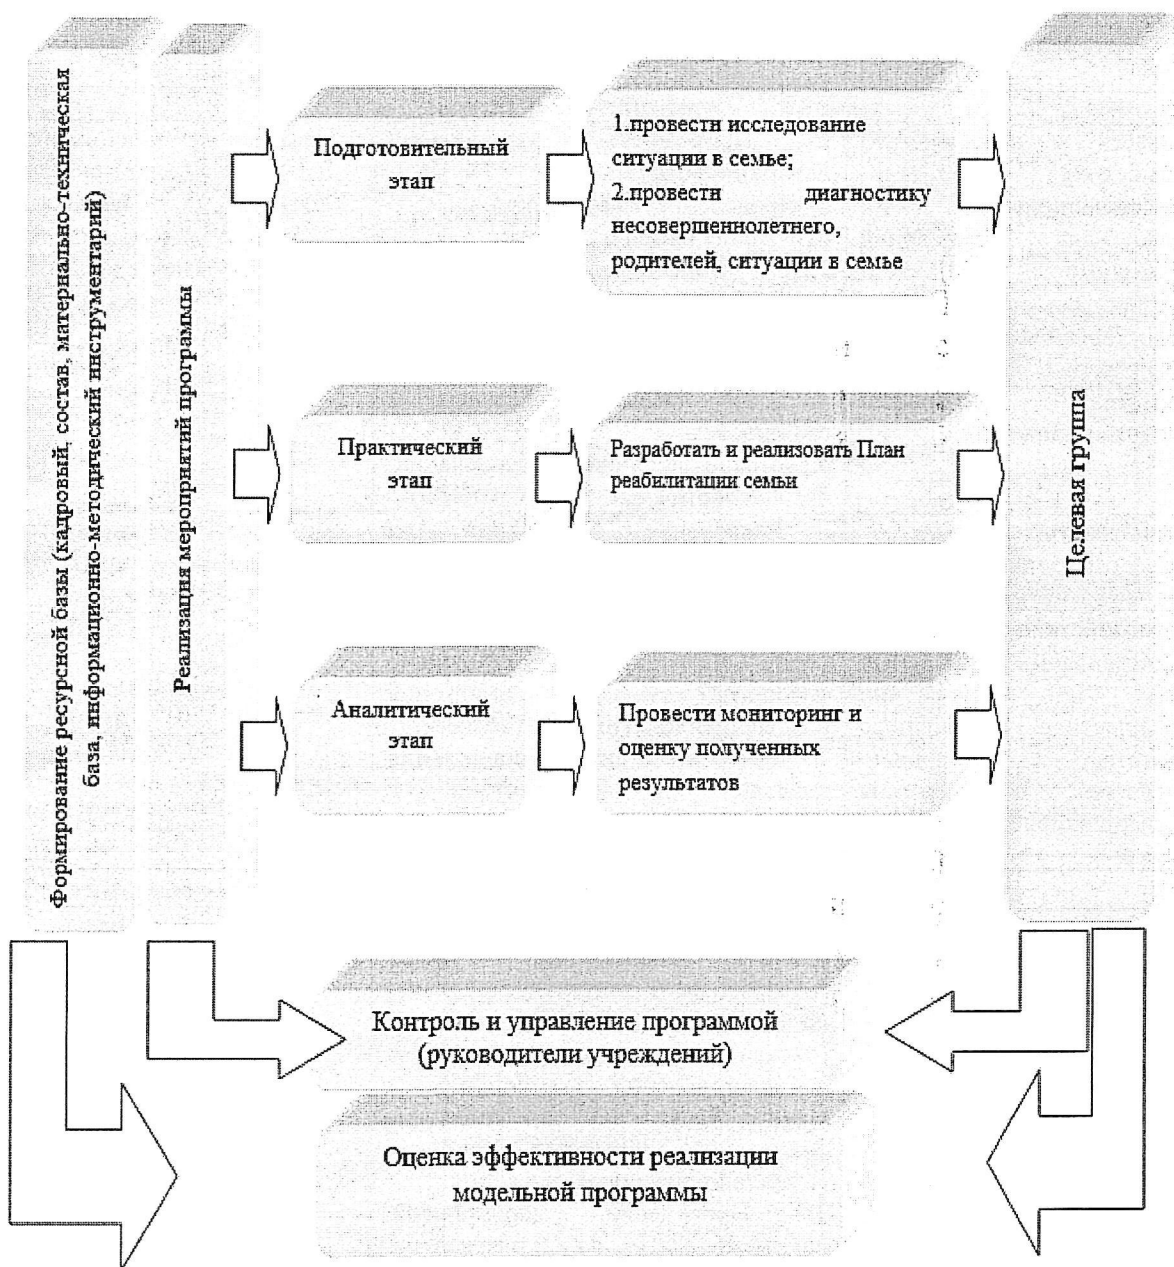 Формирование ресурсной базы (кадровый, состав, материально-техническая
база, информационно-методический инструментарий)
Реализация мероприятий программы
Подготовительный
этап
1.провести исследование
ситуации в семье;
2.провести диагностику
несовершеннолетнего,
родителей, ситуации в семье
Практический
этап
Разработать и реализовать План
реабилитации семьи
Аналитический
этап
Провести мониторинг и
оценку полученных
результатов
Целевая группа
Контроль и управление программой
(руководители учреждений)
Оценка эффективности реализации
модельной программы